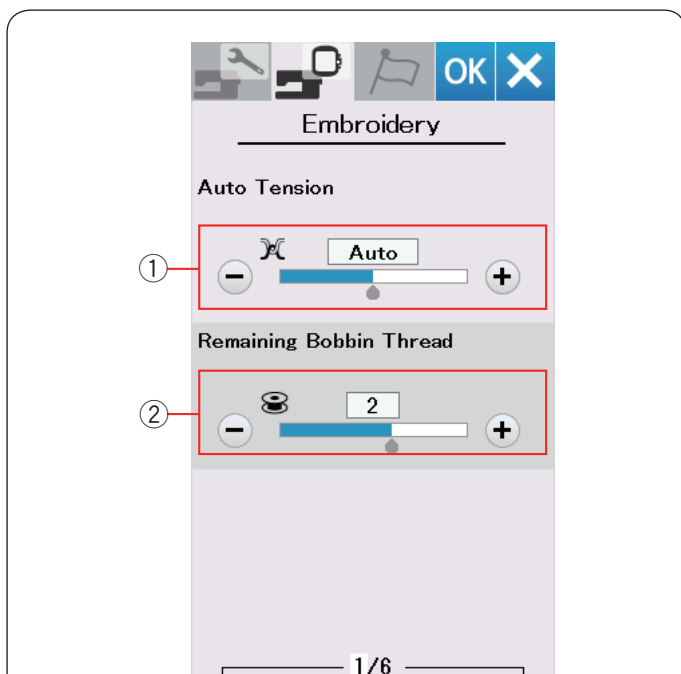 OK
Embroidery
Auto Tension
① Auto
Remaining Bobbin Thread
② 2
1/6